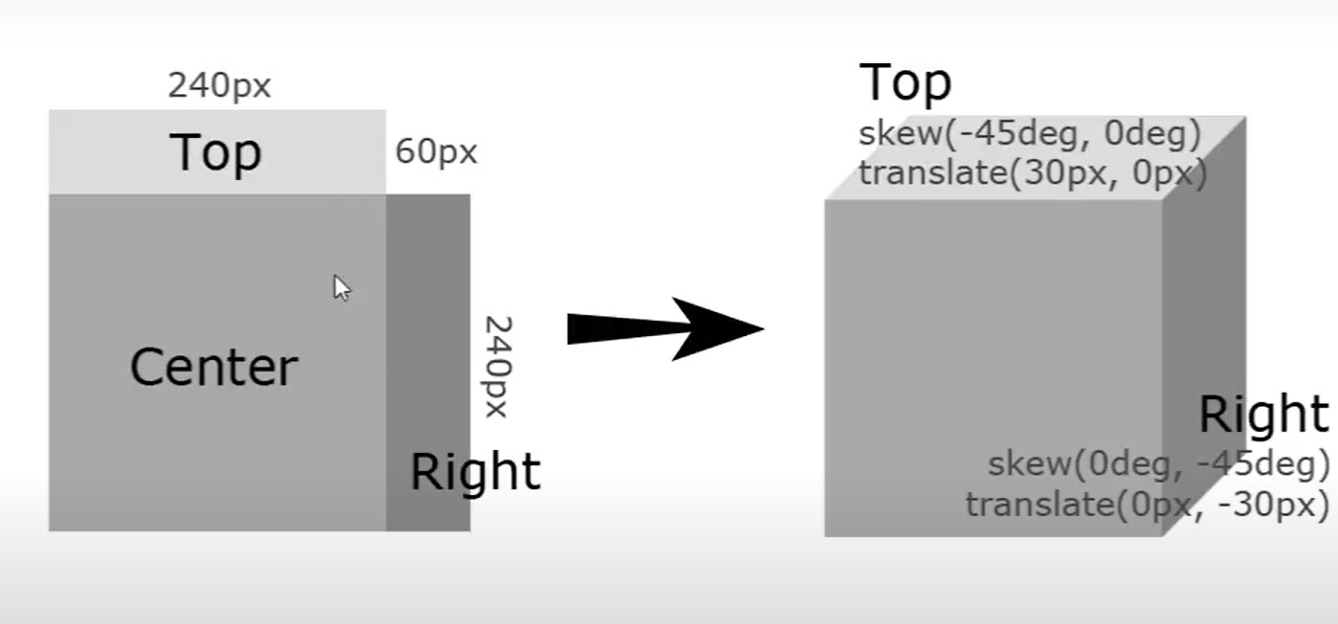 240px
Top
60px
Center
240px
Right
Top
skew(-45deg, 0deg)
translate(30px, 0px)
Right
skew(0deg, -45deg)
translate(0px, -30px)